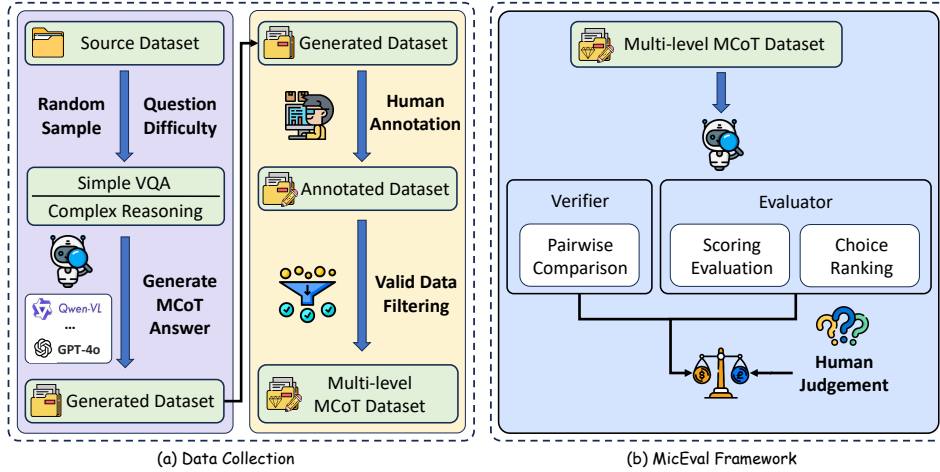 Source Dataset
Random
Sample
Question
Difficulty
Simple VQA
Complex Reasoning
Qwen-VL
...
GPT-4o
Generate
MCoT
Answer
Generated Dataset
Generated Dataset
Human
Annotation
Annotated Dataset
Valid Data
Filtering
Multi-level
MCoT Dataset
(a) Data Collection
Multi-level MCoT Dataset
Verifier
Pairwise
Comparison
Evaluator
Scoring
Evaluation
Choice
Ranking
???
Human
Judgement
$
(b) MicEval Framework